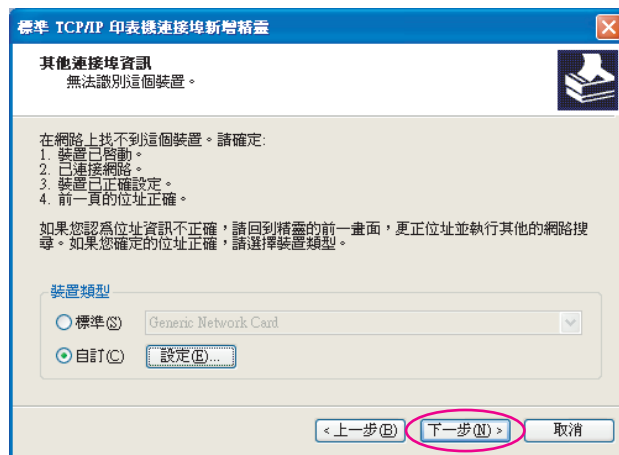 標準 TCP/IP 印表機連接埠新增精靈
其他連接埠資訊
無法識別這個裝置。
在網路上找不到這個裝置。請確定:
1. 裝置已啓動。
2. 已連接網路。
3. 裝置已正確設定。
4. 前一頁的位址正確。
如果您認爲位址資訊不正確，請回到精靈的前一畫面，更正位址並執行其他的網路搜
尋。如果您確定的位址正確，請選擇裝置類型。
裝置類型
標準(S) Generic Network Card
自訂(C) 設定(E)...
< 上一步(B) 下一步(N) > 取消